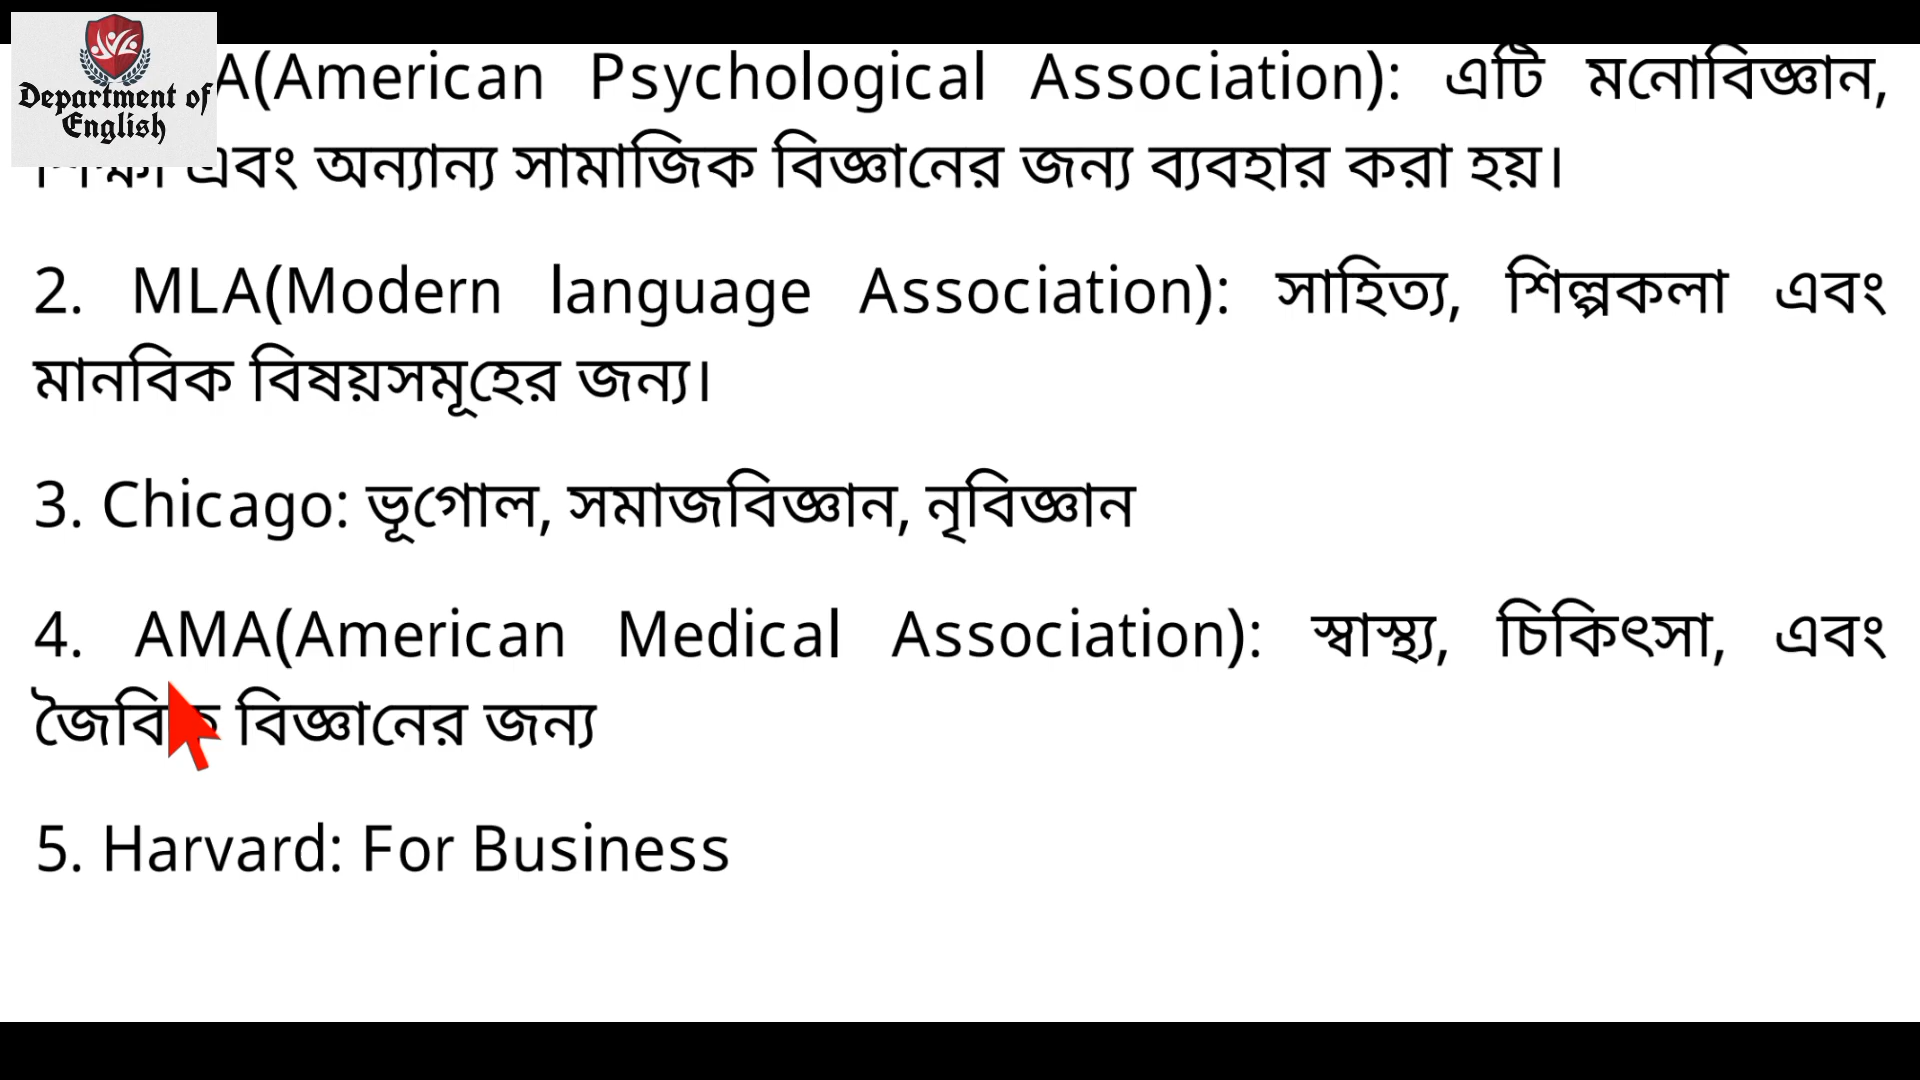 Department of
English
A(American Psychological Association): এটি মনোবিজ্ঞান,
এবং অন্যান্য সামাজিক বিজ্ঞানের জন্য ব্যবহার করা হয়।
2. MLA(Modern language Association): সাহিত্য, শিল্পকলা এবং
মানবিক বিষয়সমূহের জন্য।
3. Chicago: ভূগোল, সমাজবিজ্ঞান, নৃবিজ্ঞান
4. AMA(American Medical Association): স্বাস্থ্য, চিকিৎসা, এবং
জৈবিক বিজ্ঞানের জন্য
5. Harvard: For Business